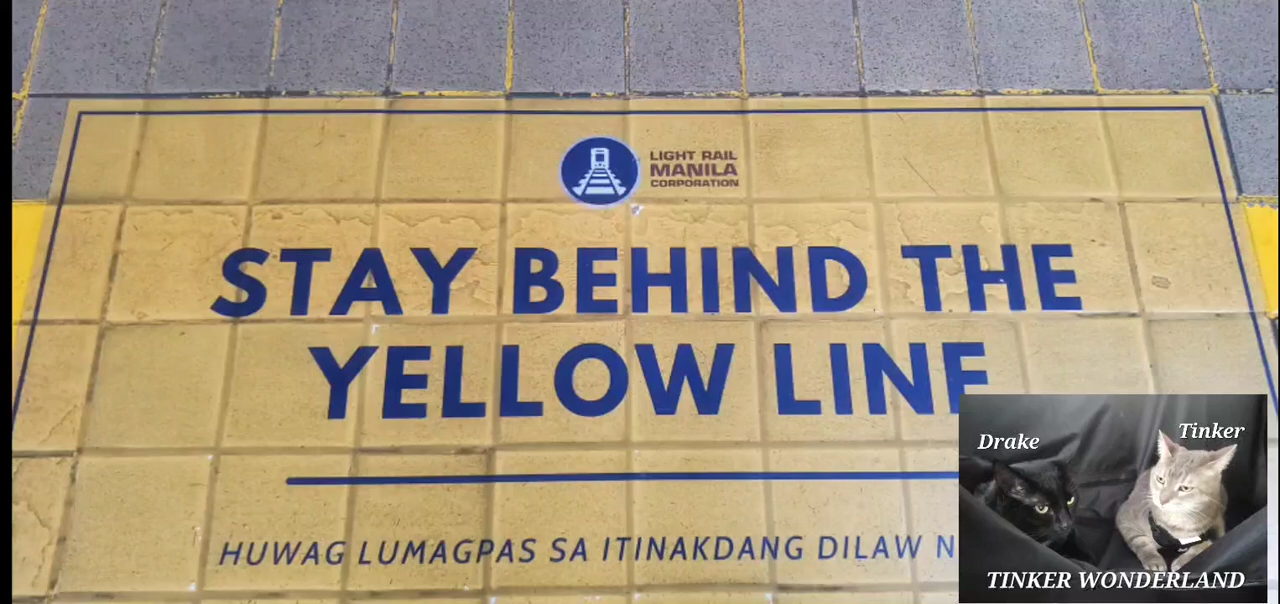 LIGHT RAIL
MANILA
CORPORATION
STAY BEHIND THE
YELLOW LINE
HUWAG LUMAGPAS SA ITINAKDANG DILAW
Drake
Tinker
TINKER WONDERLAND